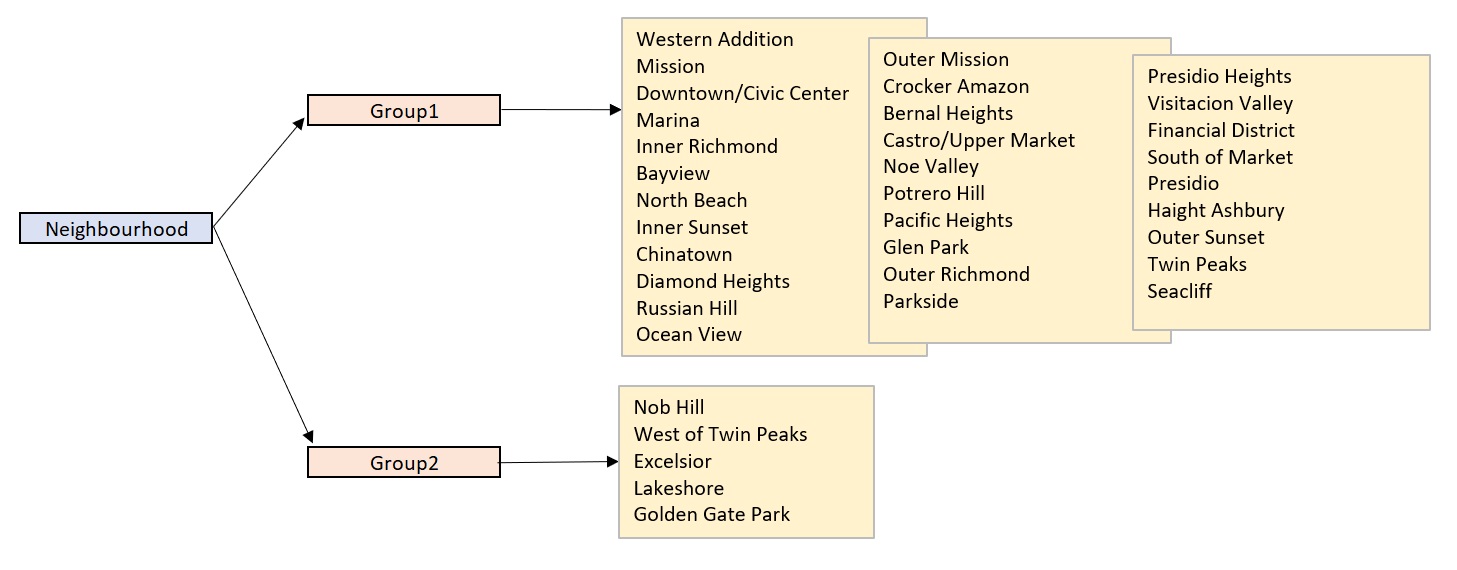 Neighbourhood
Group1
Western Addition
Mission
Downtown/Civic Center
Marina
Inner Richmond
Bayview
North Beach
Inner Sunset
Chinatown
Diamond Heights
Russian Hill
Ocean View
Outer Mission
Crocker Amazon
Bernal Heights
Castro/Upper Market
Noe Valley
Potrero Hill
Pacific Heights
Glen Park
Outer Richmond
Parkside
Presidio Heights
Visitacion Valley
Financial District
South of Market
Presidio
Haight Ashbury
Outer Sunset
Twin Peaks
Seacliff
Group2
Nob Hill
West of Twin Peaks
Excelsior
Lakeshore
Golden Gate Park